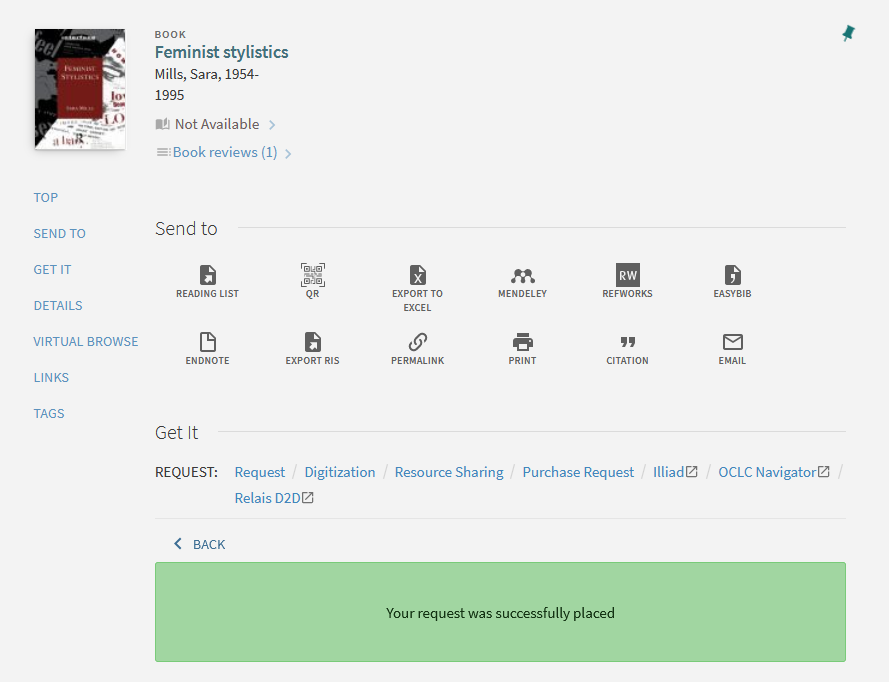 FEMINIST
STYLISTICS
SARA MILLS
BOOK
Feminist stylistics
Mills, Sara, 1954-
1995
Not Available
Book reviews (1)
TOP
SEND TO
GET IT
DETAILS
VIRTUAL BROWSE
LINKS
TAGS
Send to
READING LIST
QR
X
EXPORT TO
EXCEL
MENDELEY
RW
REFWORKS
EASYBIB
ENDNOTE
EXPORT RIS
PERMALINK
PRINT
CITATION
EMAIL
Get It
REQUEST: Request / Digitization / Resource Sharing / Purchase Request / Illiad / OCLC Navigator /
Relais D2D
BACK
Your request was successfully placed